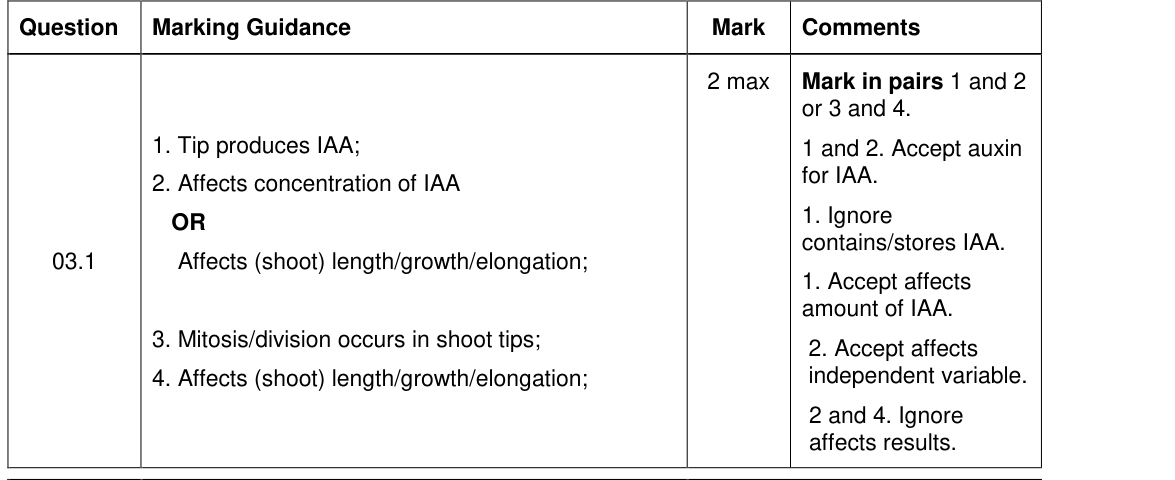 Question Marking Guidance Mark Comments
2 max
Mark in pairs 1 and 2
or 3 and 4.
1. Tip produces IAA;
1 and 2. Accept auxin
for IAA.
2. Affects concentration of IAA
OR
1. Ignore
contains/stores IAA.
03.1
Affects (shoot) length/growth/elongation;
1. Accept affects
amount of IAA.
3. Mitosis/division occurs in shoot tips;
2. Accept affects
independent variable.
4. Affects (shoot) length/growth/elongation;
2 and 4. Ignore
affects results.